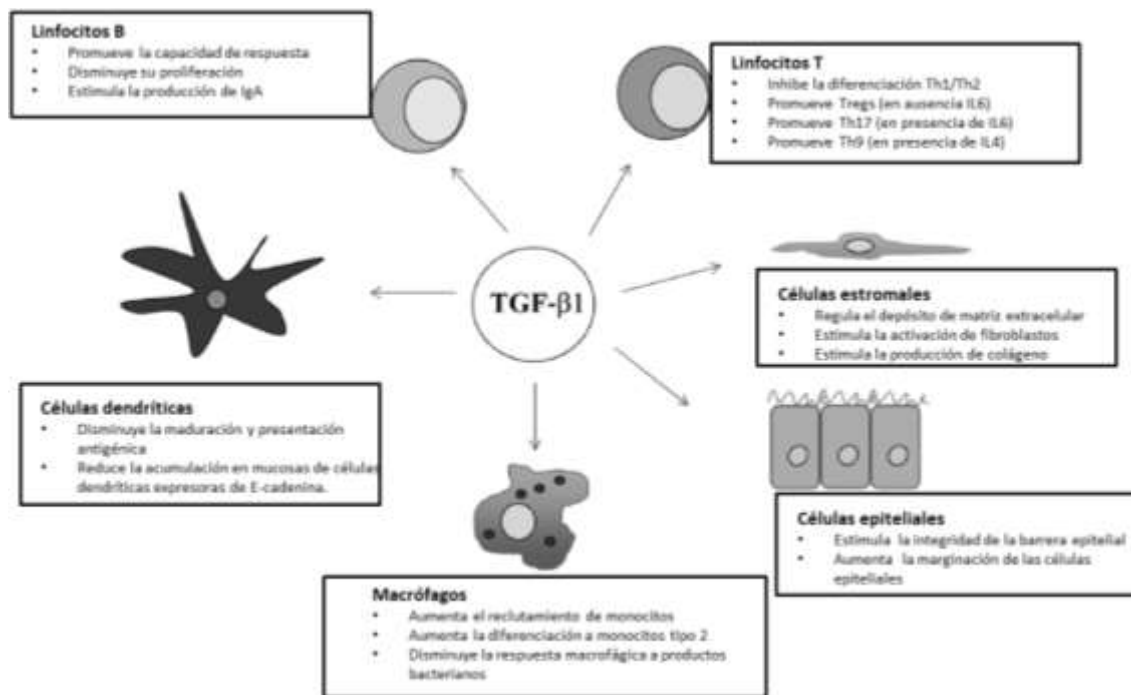 Linfocitos B
• Promueve la capacidad de respuesta
• Disminuye su proliferación
• Estimula la producción de IgA
Linfocitos T
• Inhibe la diferenciación Th1/Th2
• Promueve Tregs (en ausencia IL6)
• Promueve Th17 (en presencia de IL6)
• Promueve Th9 (en presencia de IL4)
TGF-β1
Células estromales
• Regula el depósito de matriz extracelular
• Estimula la activación de fibroblastos
• Estimula la producción de colágeno
Células dendríticas
• Disminuye la maduración y presentación
antigénica
• Reduce la acumulación en mucosas de células
dendríticas expresoras de E-cadenina.
Células epiteliales
• Estimula la integridad de la barrera epitelial
• Aumenta la marginación de las células
epiteliales
Macrófagos
• Aumenta el reclutamiento de monocitos
• Aumenta la diferenciación a monocitos tipo 2
• Disminuye la respuesta macrofágica a productos
bacterianos